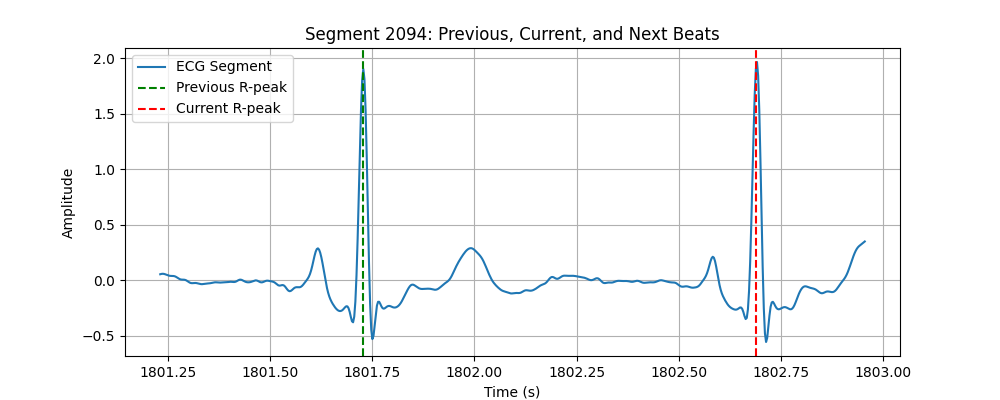 Segment 2094: Previous, Current, and Next Beats
ECG Segment
Previous R-peak
Current R-peak
2.0
1.5
1.0
0.5
0.0
−0.5
Amplitude
1801.25 1801.50 1801.75 1802.00 1802.25 1802.50 1802.75 1803.00
Time (s)